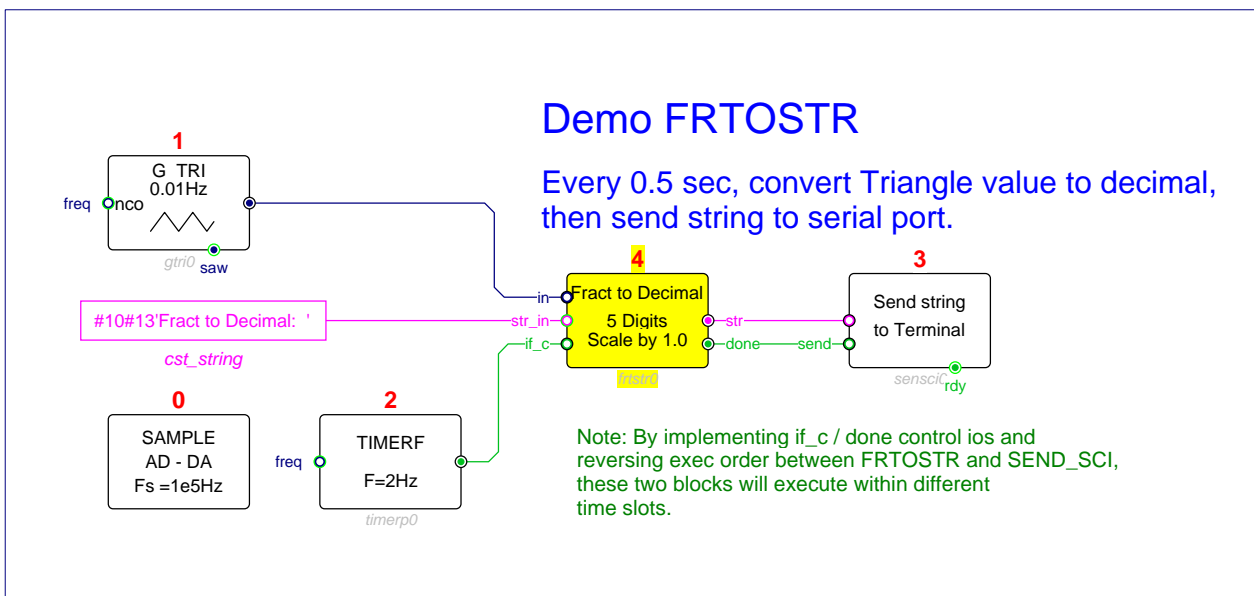 Demo FRTOSTR
Every 0.5 sec, convert Triangle value to decimal,
then send string to serial port.
1
G TRI
0.01Hz
freq
nco
gtri0
saw
#10#13'Fract to Decimal:  '
cst_string
0
SAMPLE
AD - DA
Fs =1e5Hz
2
freq
TIMERF
F=2Hz
timerp0
4
in
str_in
if_c
Fract to Decimal
5 Digits
Scale by 1.0
str
done
frtstr0
3
send
Send string
to Terminal
sensci0
rdy
Note: By implementing if_c / done control ios and
reversing exec order between FRTOSTR and SEND_SCI,
these two blocks will execute within different
time slots.